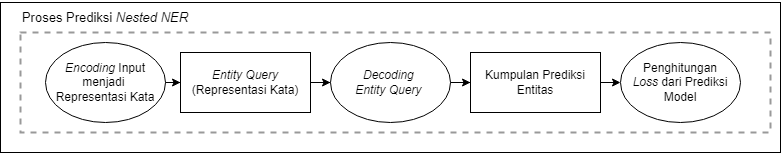 Proses Prediksi Nested NER
Encoding Input
menjadi
Representasi Kata
Entity Query
(Representasi Kata)
Decoding
Entity Query
Kumpulan Prediksi
Entitas
Penghitungan
Loss dari Prediksi
Model